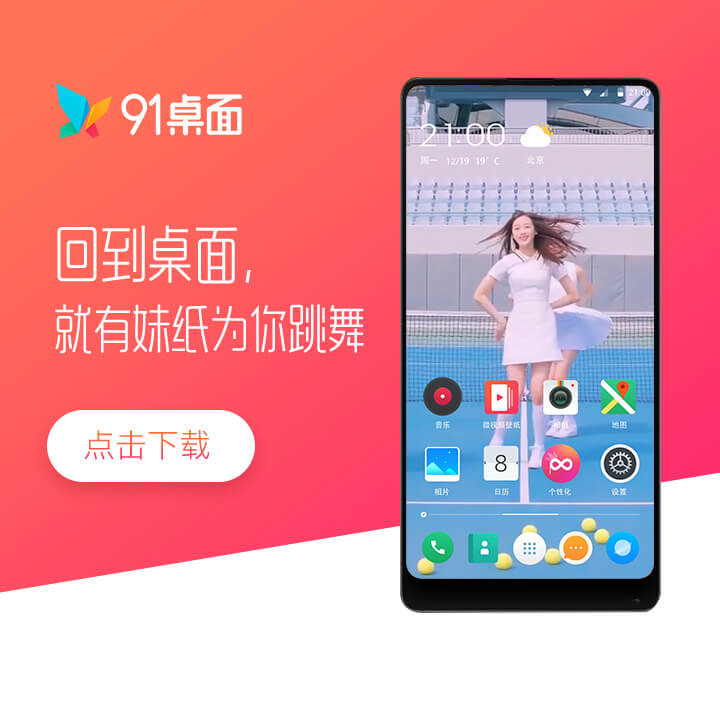 91桌面
回到桌面,
就有妹纸为你跳舞
点击下载
21:00
21:00
周一 12/19 19°C 北京
音乐 微视频壁纸 相机 地图
8
相片 日历 个性化 设置